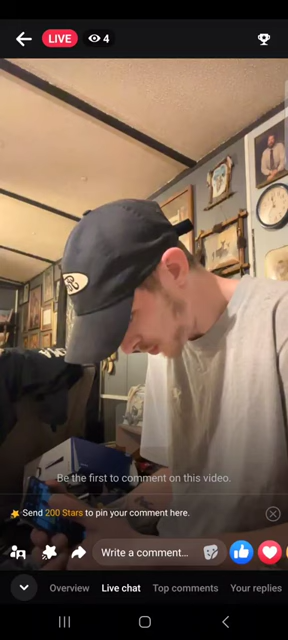 LIVE
4
Be the first to comment on this video.
Send 200 Stars to pin your comment here.
Write a comment...
Overview Live chat Top comments Your replies